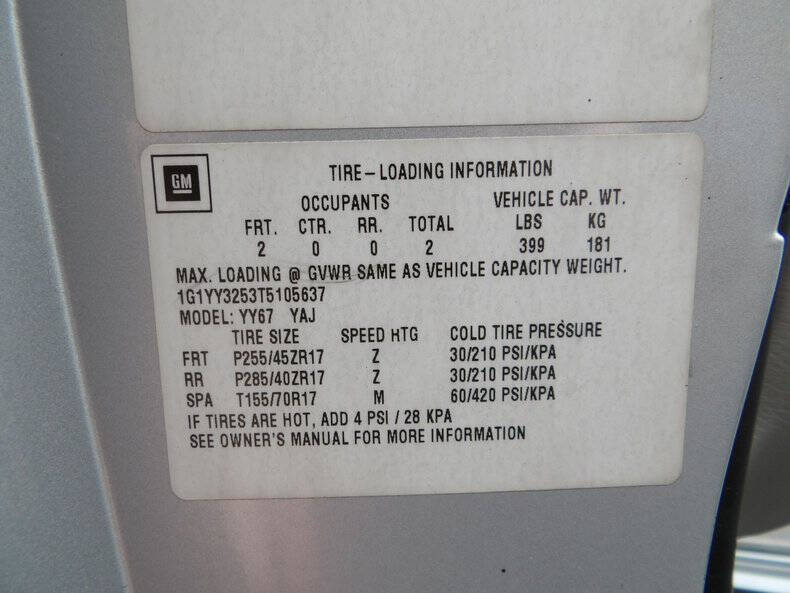 GM
TIRE–LOADING INFORMATION
OCCUPANTS VEHICLE CAP. WT.
FRT. CTR. RR. TOTAL LBS KG
2 0 0 2 399 181
MAX. LOADING @ GVWR SAME AS VEHICLE CAPACITY WEIGHT.
1G1YY3253T5105637
MODEL: YY67 YAJ
TIRE SIZE SPEED HTG COLD TIRE PRESSURE
FRT P255/45ZR17 Z 30/210 PSI/KPA
RR P285/40ZR17 Z 30/210 PSI/KPA
SPA T155/70R17 M 60/420 PSI/KPA
IF TIRES ARE HOT, ADD 4 PSI / 28 KPA
SEE OWNER'S MANUAL FOR MORE INFORMATION